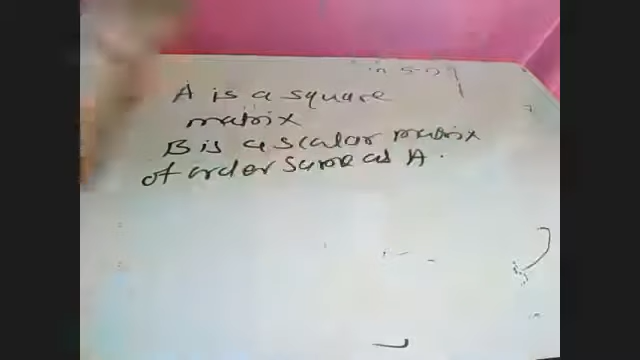 A is a square
matrix
B is a scalar matrix
of order same as A.